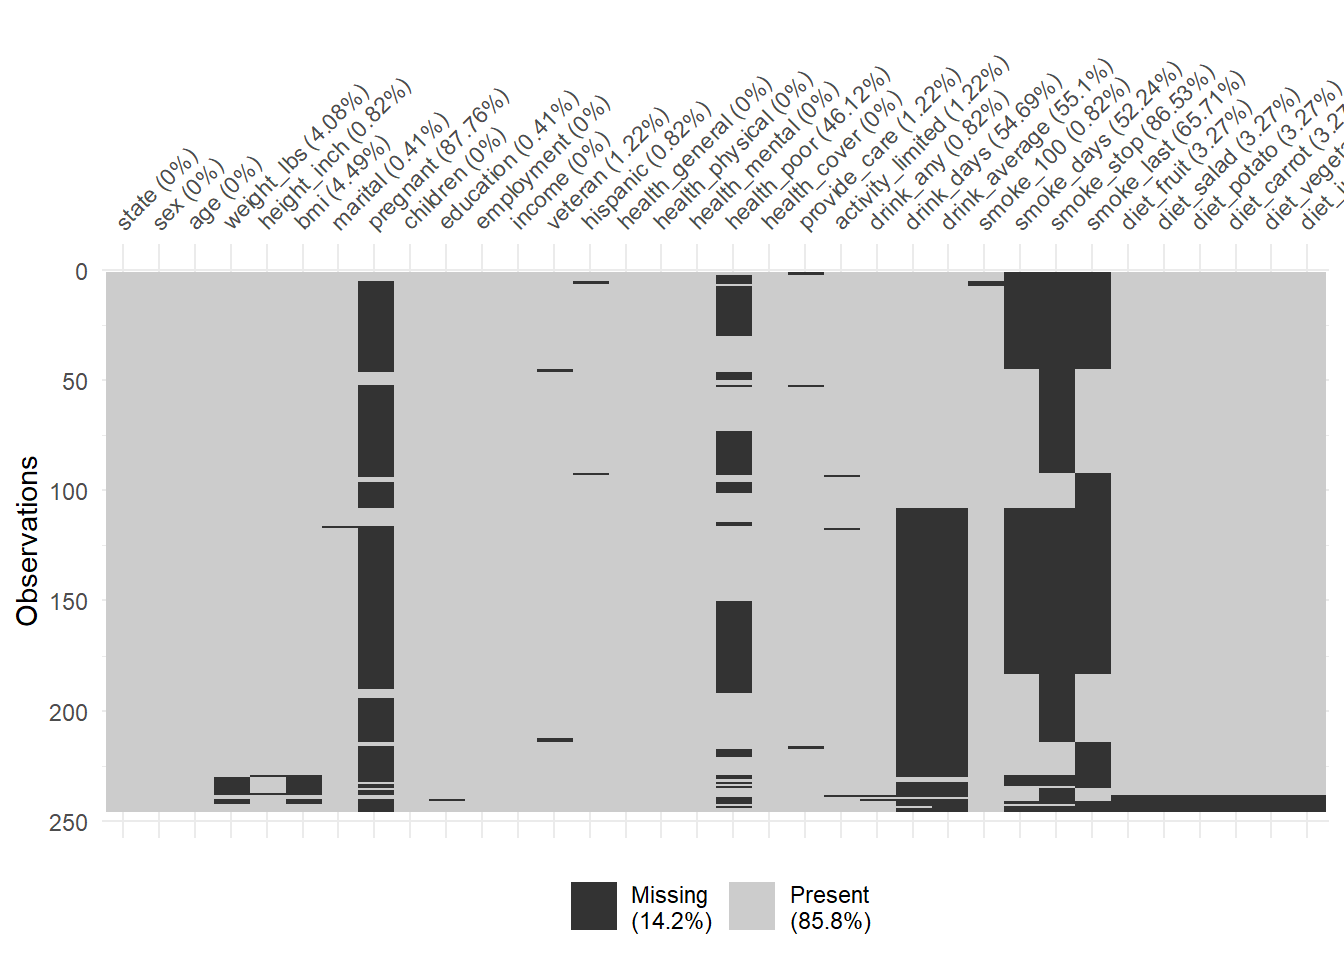 state (0%)
sex (0%)
age (0%)
weight_lbs (4.08%)
height_inch (0.82%)
bmi (4.49%)
marital (0.41%)
pregnant (87.76%)
children (0%)
education (0.41%)
employment (0%)
income (0%)
veteran (1.22%)
hispanic (0.82%)
health_general (0%)
health_physical (0%)
health_mental (0%)
health_poor (46.12%)
health_cover (0%)
provide_care (1.22%)
activity_limited (1.22%)
drink_any (0.82%)
drink_days (54.69%)
drink_average (55.1%)
smoke_100 (0.82%)
smoke_days (52.24%)
smoke_stop (86.53%)
smoke_last (65.71%)
diet_fruit (3.27%)
diet_salad (3.27%)
diet_potato (3.27%)
diet_carrot
0
50
100
150
200
250
Observations
Missing
(14.2%)
Present
(85.8%)